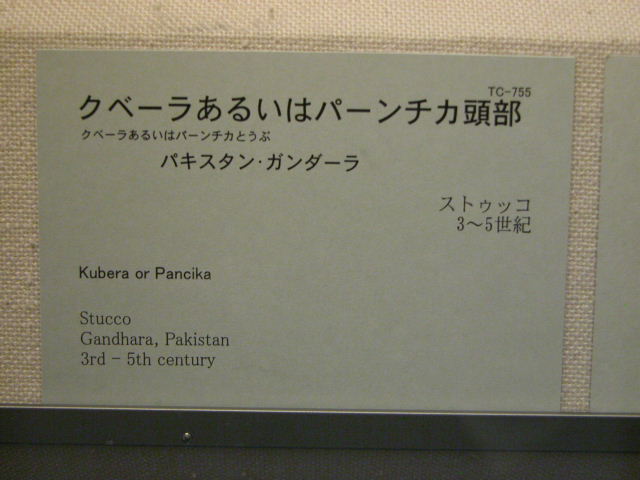 TC-755
クベーラあるいはパーンチカ頭部
クベーラあるいはパーンチカとうぶ
パキスタン・ガンダーラ
ストゥッコ
3〜5世紀
Kubera or Pancika
Stucco
Gandhara, Pakistan
3rd - 5th century